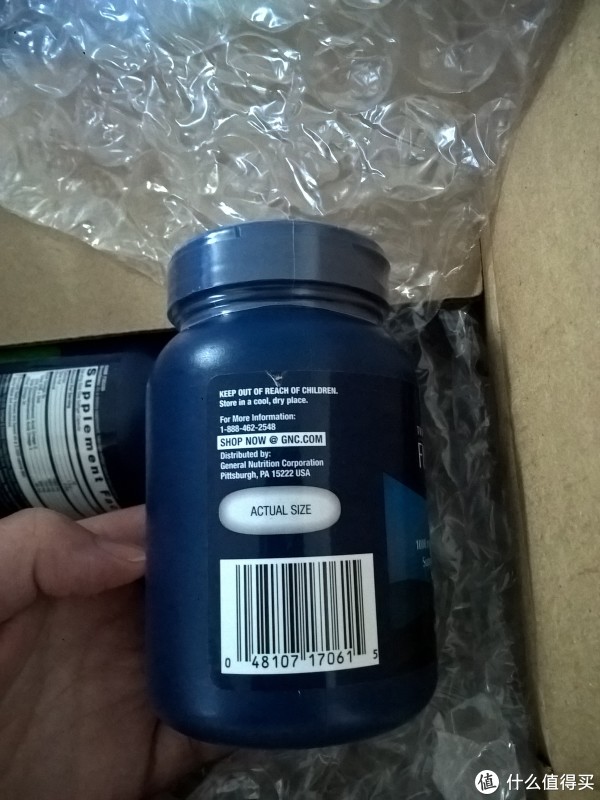 KEEP OUT OF REACH OF CHILDREN.
Store in a cool, dry place.
For More Information:
1-888-462-2548
SHOP NOW @ GNC.COM
Distributed by:
General Nutrition Corporation
Pittsburgh, PA 15222 USA
ACTUAL SIZE
0 48107 17061 5
Supplement
值 什么值得买